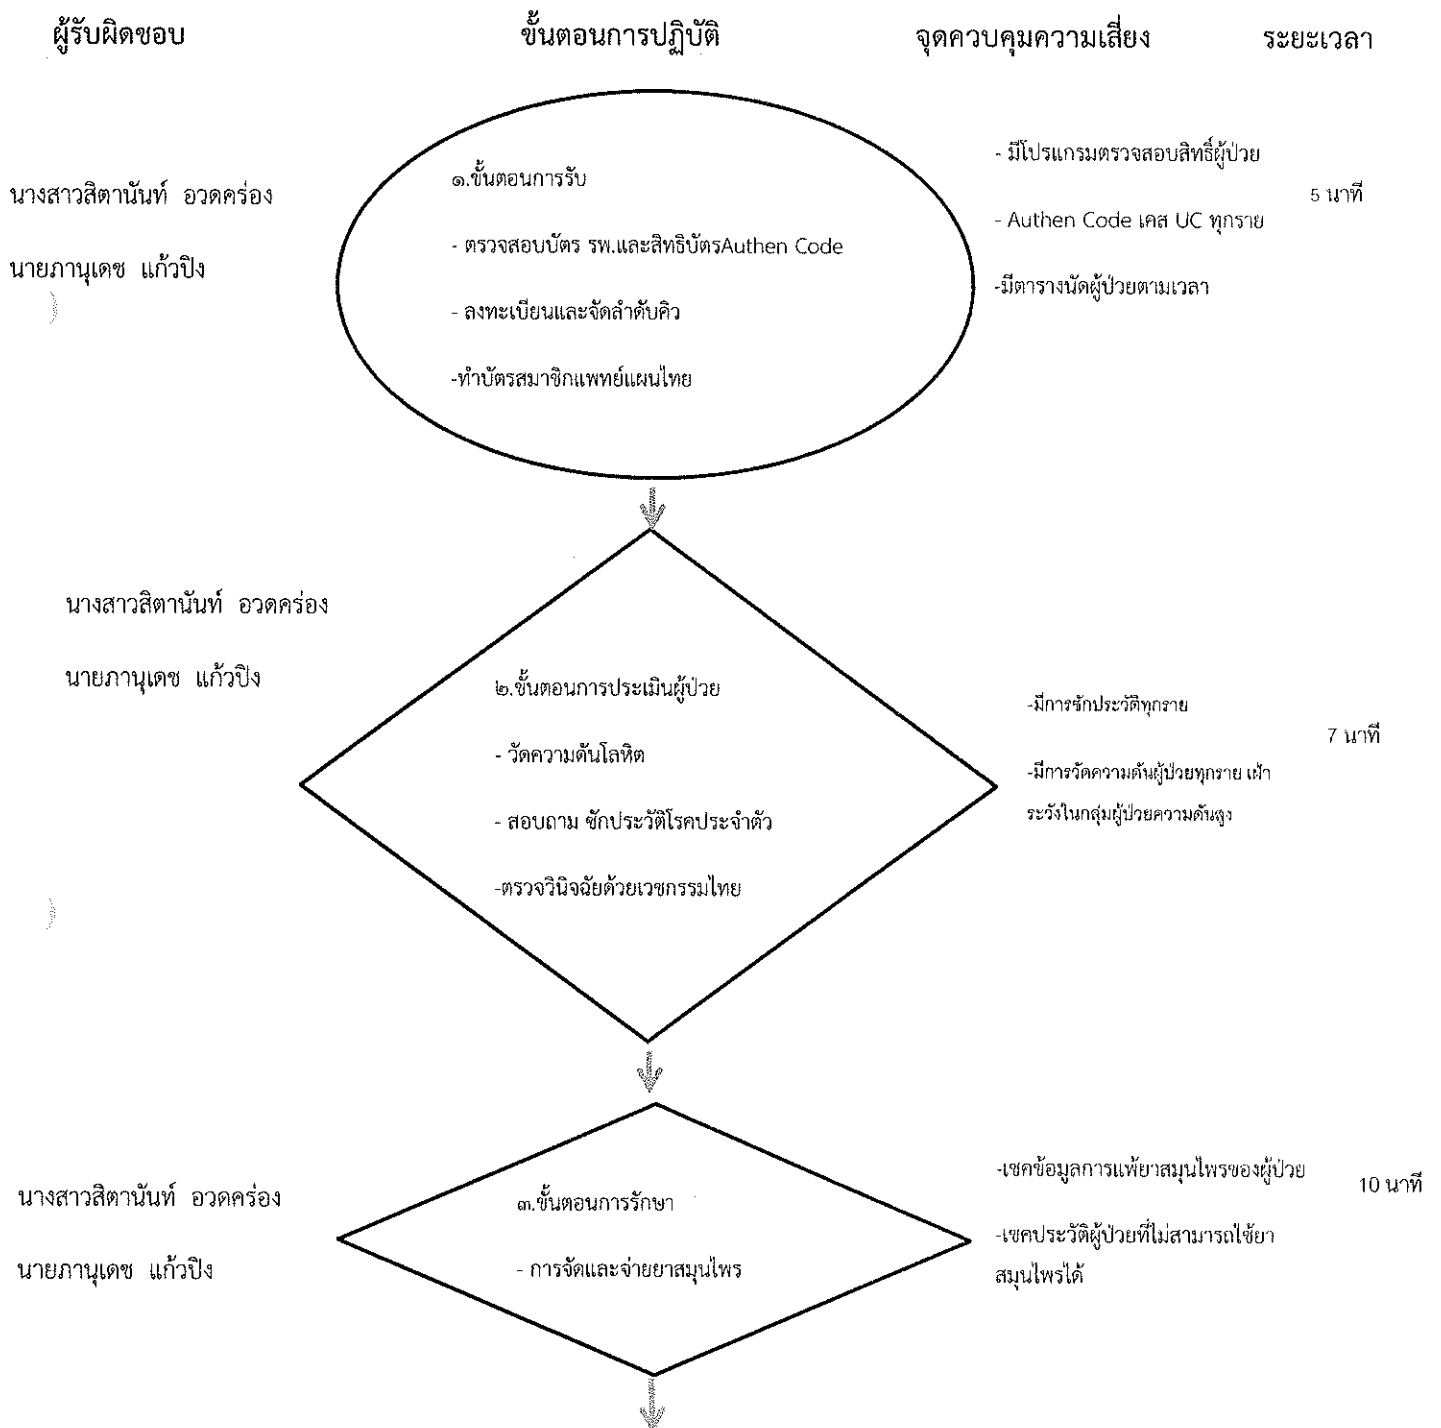 ผู้รับผิดชอบ ขั้นตอนการปฏิบัติ จุดควบคุมความเสี่ยง ระยะเวลา
นางสาวสิตานันท์ อวดคร่อง
นายภานุเดช แก้วปิง
๑.ขั้นตอนการรับ
- ตรวจสอบบัตร รพ.และสิทธิบัตรAuthen Code
- ลงทะเบียนและจัดลำดับคิว
-ทำบัตรสมาชิกแพทย์แผนไทย
- มีโปรแกรมตรวจสอบสิทธิ์ผู้ป่วย
- Authen Code เคส UC ทุกราย
-มีตารางนัดผู้ป่วยตามเวลา
5 นาที
นางสาวสิตานันท์ อวดคร่อง
นายภานุเดช แก้วปิง
๒.ขั้นตอนการประเมินผู้ป่วย
- วัดความดันโลหิต
- สอบถาม ซักประวัติโรคประจำตัว
-ตรวจวินิจฉัยด้วยเวชกรรมไทย
-มีการซักประวัติทุกราย
-มีการวัดความดันผู้ป่วยทุกราย เฝ้า
ระวังในกลุ่มผู้ป่วยความดันสูง
7 นาที
นางสาวสิตานันท์ อวดคร่อง
นายภานุเดช แก้วปิง
๓.ขั้นตอนการรักษา
- การจัดและจ่ายยาสมุนไพร
-เชคข้อมูลการแพ้ยาสมุนไพรของผู้ป่วย
-เชคประวัติผู้ป่วยที่ไม่สามารถใช้ยา
สมุนไพรได้
10 นาที